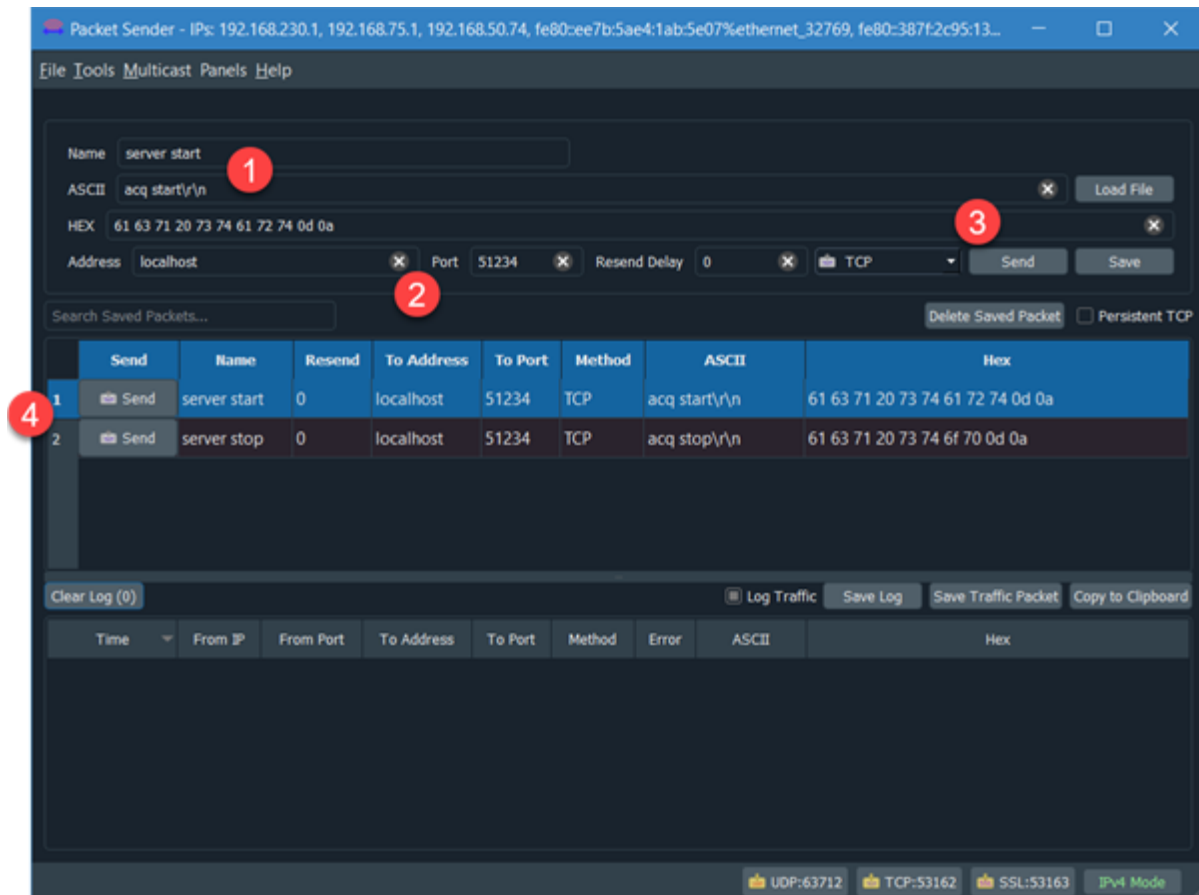 Packet Sender - IPs: 192.168.230.1, 192.168.75.1, 192.168.50.74, fe80::ee7b:5ae4:1ab:5e07%ethernet_32769, fe80::387f:2c95:13...
File Tools Multicast Panels Help
Name server start
1
ASCII acq start\r\n Load File
HEX 61 63 71 20 73 74 61 72 74 0d 0a
3
Address localhost Port 51234 Resend Delay 0 TCP Send Save
2
Search Saved Packets... Delete Saved Packet Persistent TCP
Send Name Resend To Address To Port Method ASCII Hex
1 Send server start 0 localhost 51234 TCP acq start\r\n 61 63 71 20 73 74 61 72 74 0d 0a
4
2 Send server stop 0 localhost 51234 TCP acq stop\r\n 61 63 71 20 73 74 6f 70 0d 0a
Clear Log (0) Log Traffic Save Log Save Traffic Packet Copy to Clipboard
Time From IP From Port To Address To Port Method Error ASCII Hex
UDP:63712 TCP:53162 SSL:53163 IPv4 Mode